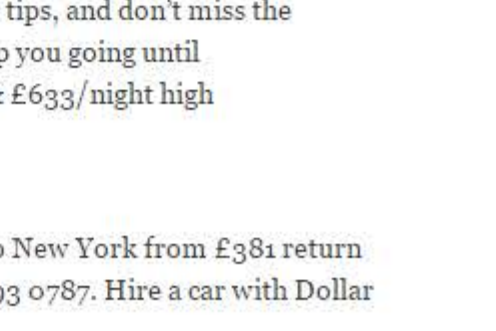 tips, and don't miss the
you going until
£633/night high
New York from £381 return
93 0787. Hire a car with Dollar